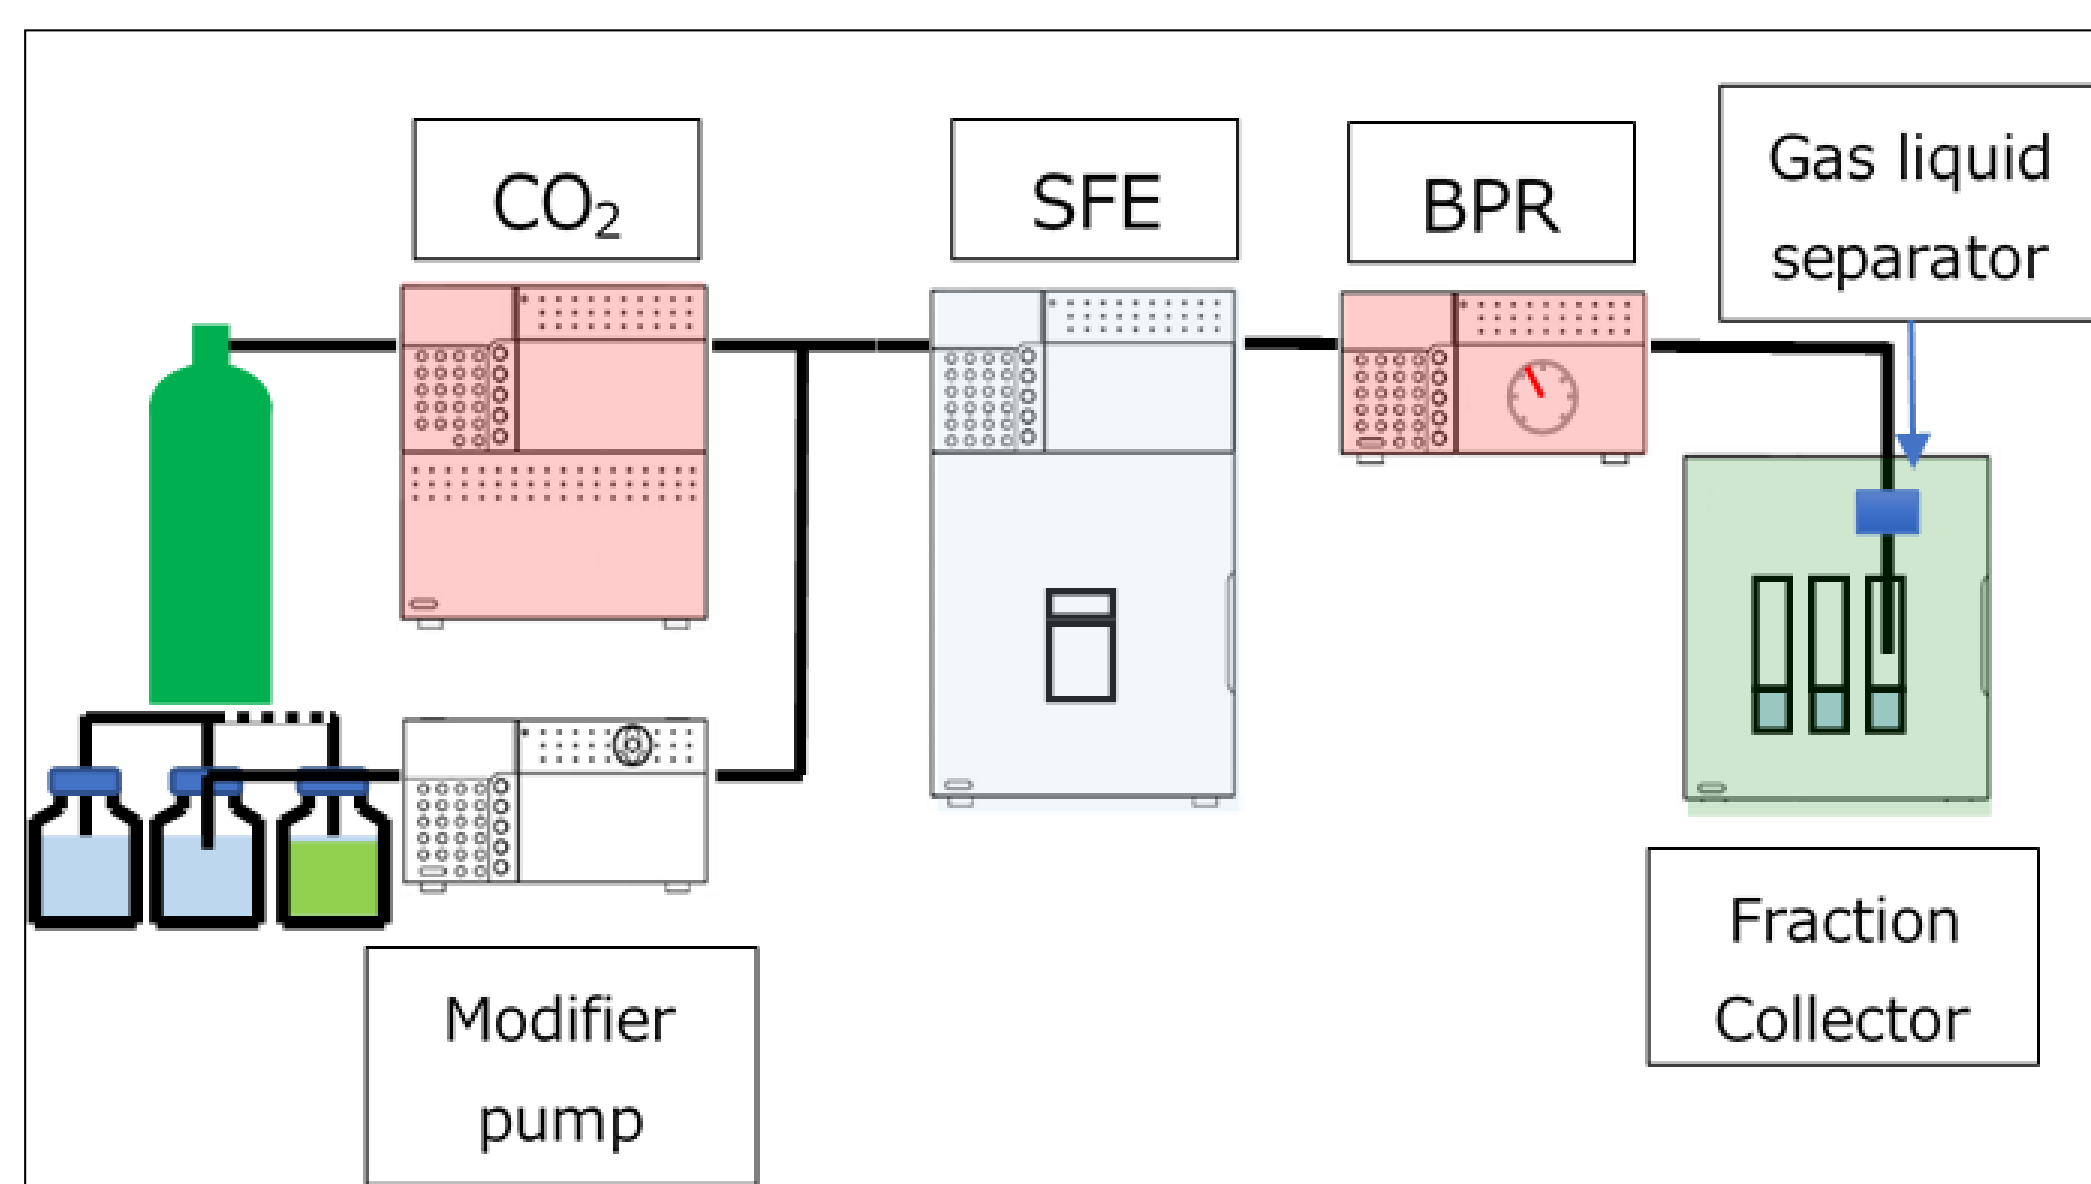 CO₂
SFE
BPR
Gas liquid
separator
Modifier
pump
Fraction
Collector